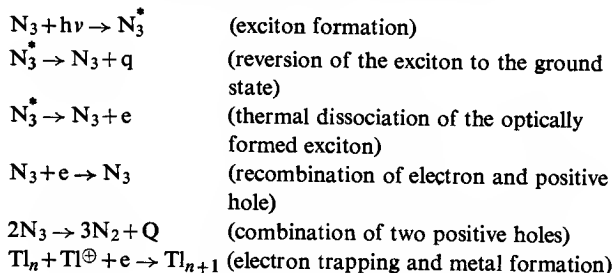 N₃+hν → N₃* (exciton formation)
N₃* → N₃+q (reversion of the exciton to the ground
state)
N₃* → N₃+e (thermal dissociation of the optically
formed exciton)
N₃+e → N₃ (recombination of electron and positive
hole)
2N₃ → 3N₂+Q (combination of two positive holes)
Tlₙ+Tl⊕+e → Tlₙ₊₁ (electron trapping and metal formation)